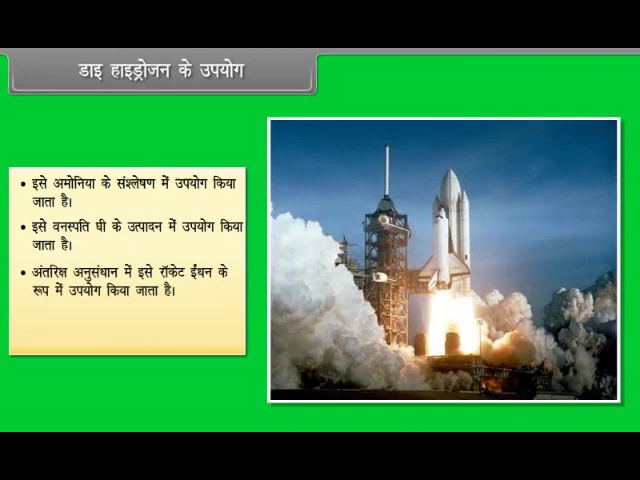 डाइ हाइड्रोजन के उपयोग
• इसे अमोनिया के संश्लेषण में उपयोग किया
जाता है।
• इसे वनस्पति घी के उत्पादन में उपयोग किया
जाता है।
• अंतरिक्ष अनुसंधान में इसे रॉकेट ईंधन के
रूप में उपयोग किया जाता है।